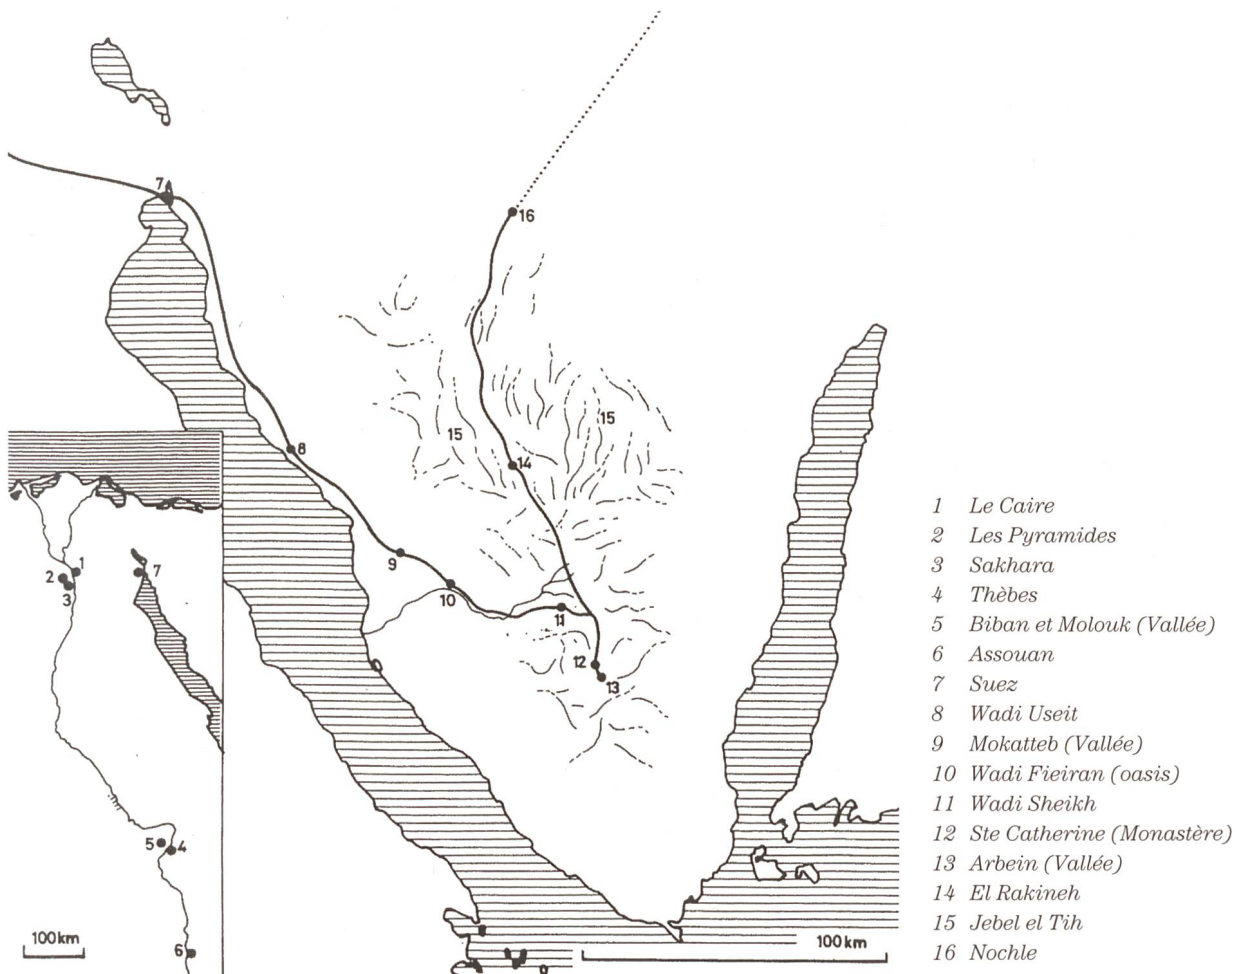 7
16
15
15
8
14
9
10
11
12
13
1
2
3
7
5
4
6
100km
100km
1 Le Caire
2 Les Pyramides
3 Sakhara
4 Thèbes
5 Biban et Molouk (Vallée)
6 Assouan
7 Suez
8 Wadi Useit
9 Mokatteb (Vallée)
10 Wadi Fieiran (oasis)
11 Wadi Sheikh
12 Ste Catherine (Monastère)
13 Arbein (Vallée)
14 El Rakineh
15 Jebel el Tih
16 Nochle